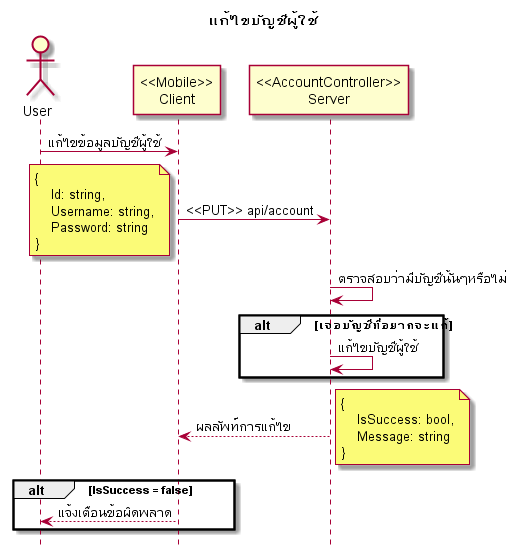 แก้ไขบัญชีผู้ใช้
<<Mobile>>
Client
<<AccountController>>
Server
User
แก้ไขข้อมูลบัญชีผู้ใช้
{
Id: string,
Username: string,
Password: string
}
<<PUT>> api/account
ตรวจสอบว่ามีบัญชีนั้นๆหรือไม่
alt [เจอบัญชีที่อยากจะแก้]
แก้ไขบัญชีผู้ใช้
{
IsSuccess: bool,
Message: string
}
ผลลัพท์การแก้ไข
alt [IsSuccess = false]
แจ้งเตือนข้อผิดพลาด